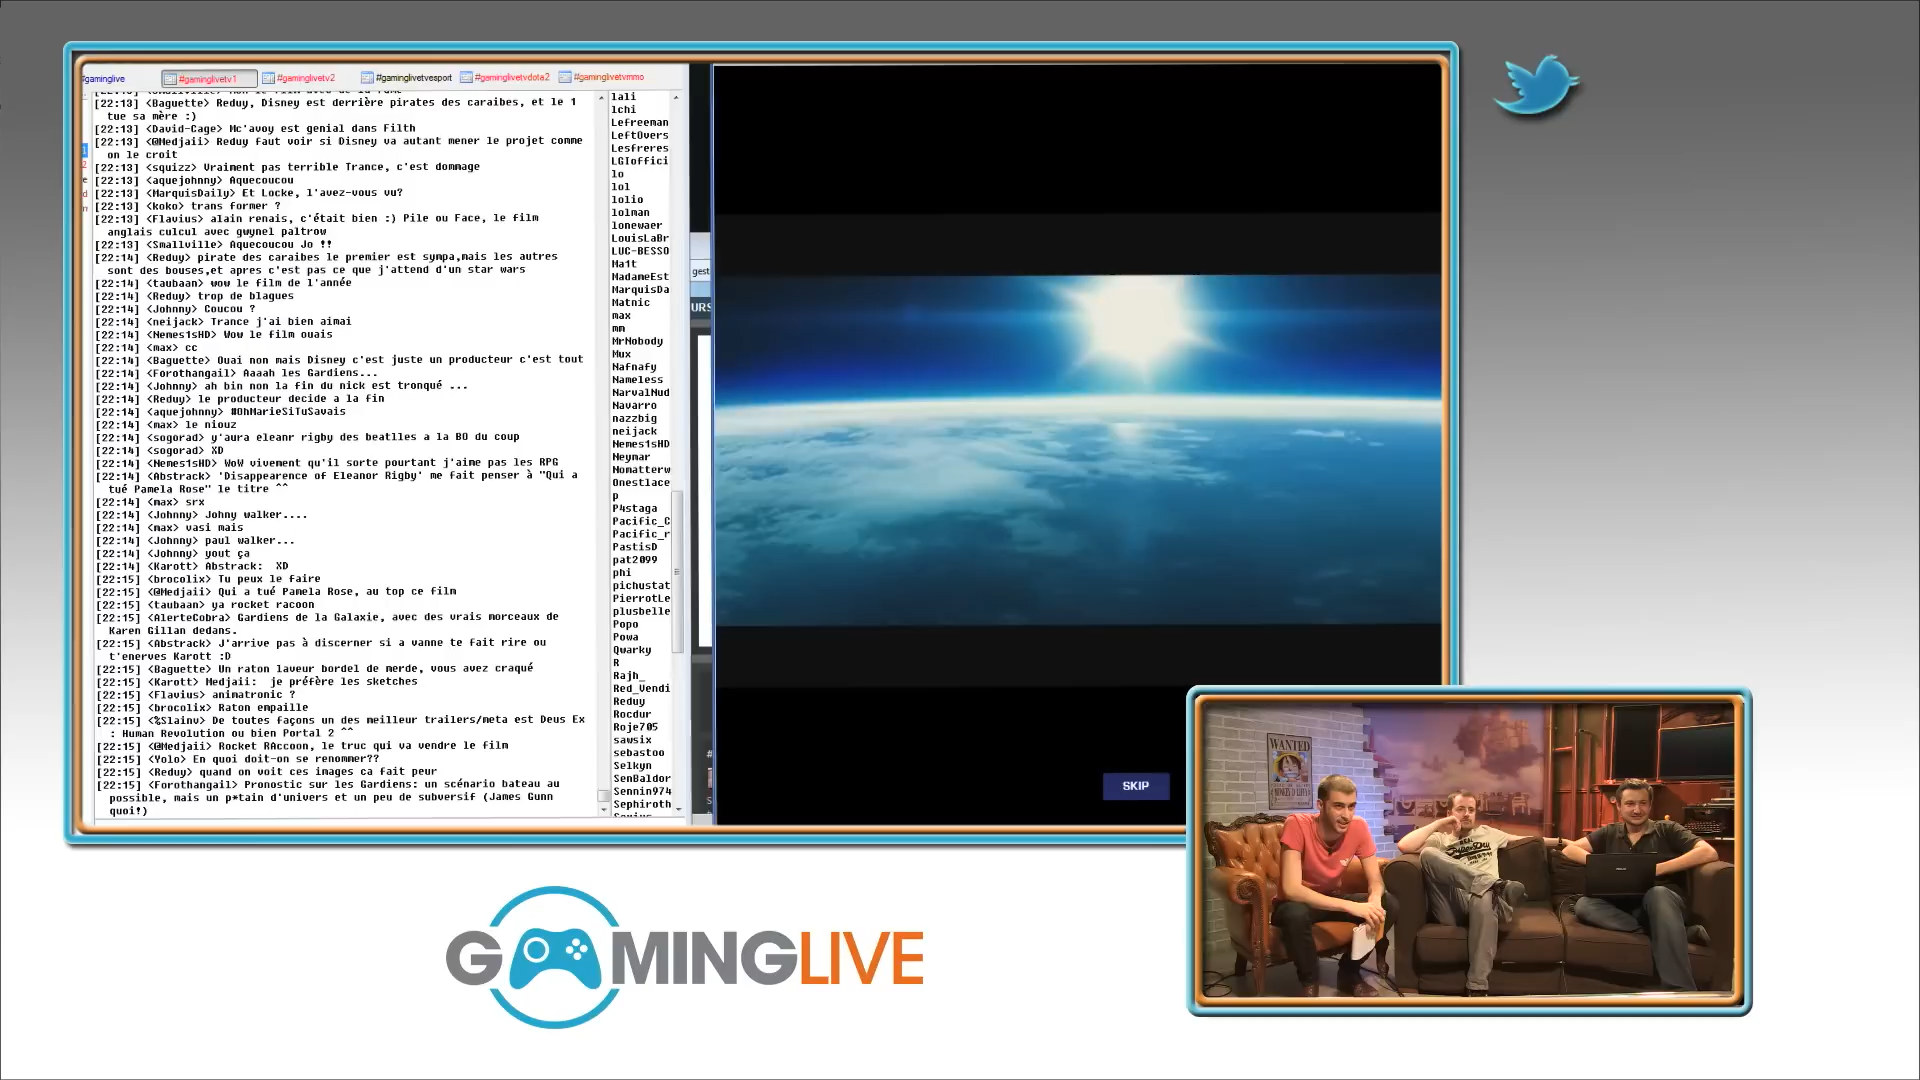 #gaminglive
#gaminglivetv1
#gaminglivetv2
#gaminglivetvesport
#gaminglivetvdota2
#gaminglivetvmmo
[22:13] <Baguette> Reduy, Disney est derrière pirates des caraibes, et le 1
tue sa mère :)
[22:13] <David-Cage> Mc'avoy est genial dans Filth
[22:13] <@Medjaii> Reduy faut voir si Disney va autant mener le projet comme
on le croit
[22:13] <squizz> Vraiment pas terrible Trance, c'est dommage
[22:13] <aquejohnny> Aquecoucou
[22:13] <MarquisDaily> Et Locke, l'avez-vous vu?
[22:13] <koko> trans former ?
[22:13] <Flavius> alain renais, c'était bien :) Pile ou Face, le film
anglais culcul avec gwynel paltrow
[22:13] <Smallville> Aquecoucou Jo !!
[22:14] <Reduy> pirate des caraibes le premier est sympa,mais les autres
sont des bouses,et apres c'est pas ce que j'attend d'un star wars
[22:14] <taubaan> wow le film de l'année
[22:14] <Reduy> trop de blagues
[22:14] <Johnny> Coucou ?
[22:14] <neijack> Trance j'ai bien aimai
[22:14] <Nemes1sHD> Wow le film ouais
[22:14] <max> cc
[22:14] <Baguette> Ouai non mais Disney c'est juste un producteur c'est tout
[22:14] <Forothangail> Aaaah les Gardiens...
[22:14] <Johnny> ah bin non la fin du nick est tronqué ...
[22:14] <Reduy> le producteur decide a la fin
[22:14] <aquejohnny> #OhMarieSiTuSavais
[22:14] <max> le niouz
[22:14] <sogorad> y'aura eleanr rigby des beatlles a la BO du coup
[22:14] <sogorad> XD
[22:14] <Nemes1sHD> WoW vivement qu'il sorte pourtant j'aime pas les RPG
[22:14] <Abstrack> 'Disappearence of Eleanor Rigby' me fait penser à "Qui a
tué Pamela Rose" le titre ^^
[22:14] <max> srx
[22:14] <Johnny> Johny walker....
[22:14] <max> vasi mais
[22:14] <Johnny> paul walker...
[22:14] <Johnny> yout ça
[22:14] <Karott> Abstrack:  XD
[22:15] <brocolix> Tu peux le faire
[22:15] <@Medjaii> Qui a tué Pamela Rose, au top ce film
[22:15] <taubaan> ya rocket racoon
[22:15] <AlerteCobra> Gardiens de la Galaxie, avec des vrais morceaux de
Karen Gillan dedans.
[22:15] <Abstrack> J'arrive pas à discerner si a vanne te fait rire ou
t'enerves Karott :D
[22:15] <Baguette> Un raton laveur bordel de merde, vous avez craqué
[22:15] <Karott> Medjaii:  je préfère les sketches
[22:15] <Flavius> animatronic ?
[22:15] <brocolix> Raton empaille
[22:15] <%Slainv> De toutes façons un des meilleur trailers/meta est Deus Ex
: Human Revolution ou bien Portal 2 ^^
[22:15] <@Medjaii> Rocket RAccoon, le truc qui va vendre le film
[22:15] <Yolo> En quoi doit-on se renommer??
[22:15] <Reduy> quand on voit ces images ca fait peur
[22:15] <Forothangail> Pronostic sur les Gardiens: un scénario bateau au
possible, mais un p*tain d'univers et un peu de subversif (James Gunn
quoi!)
lali
lchi
Lefreeman
LeftOvers
Lesfreres
LGIoffici
lo
lol
lolio
lolman
lonewaer
LouisLaBr
LUC-BESSO
Ma1t
MadameEst
MarquisDa
Matnic
max
mm
MrNobody
Mux
Nafnafy
Nameless
NarvalNud
Navarro
nazzbig
neijack
Nemes1sHD
Neymar
Nomatterw
Onestlace
p
P4staga
Pacific_C
Pacific_r
PastisD
pat2099
phi
pichustat
PierrotLe
plusbelle
Popo
Powa
Qwarky
R
Rajh_
Red_Vendi
Reduy
Rocdur
Roje705
sawsix
sebastoo
Selkyn
SenBaldor
Sennin974
Sephiroth
gest
URS
SKIP
WANTED
GAMINGLIVE